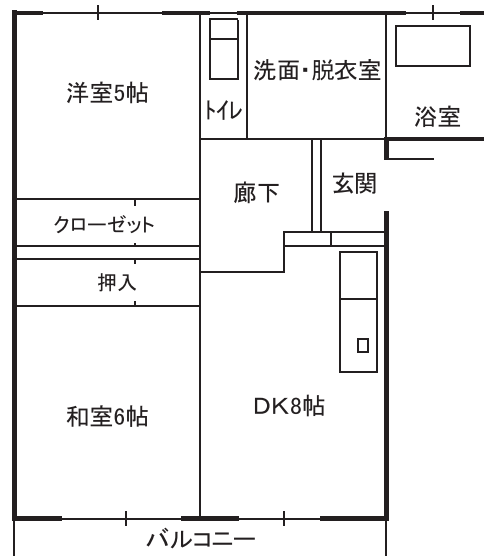 洋室5帖
トイレ
洗面・脱衣室
浴室
廊下
玄関
クローゼット
押入
和室6帖
DK8帖
バルコニー